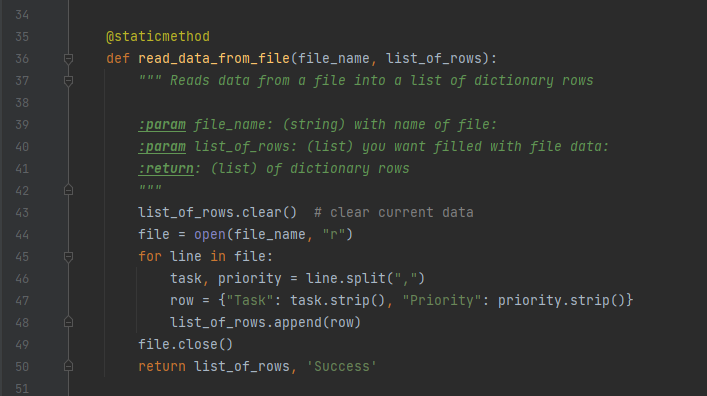 34
35 @staticmethod
36 def read_data_from_file(file_name, list_of_rows):
37 """ Reads data from a file into a list of dictionary rows
38
39 :param file_name: (string) with name of file:
40 :param list_of_rows: (list) you want filled with file data:
41 :return: (list) of dictionary rows
42 """
43 list_of_rows.clear()  # clear current data
44 file = open(file_name, "r")
45 for line in file:
46 task, priority = line.split(",")
47 row = {"Task": task.strip(), "Priority": priority.strip()}
48 list_of_rows.append(row)
49 file.close()
50 return list_of_rows, 'Success'
51